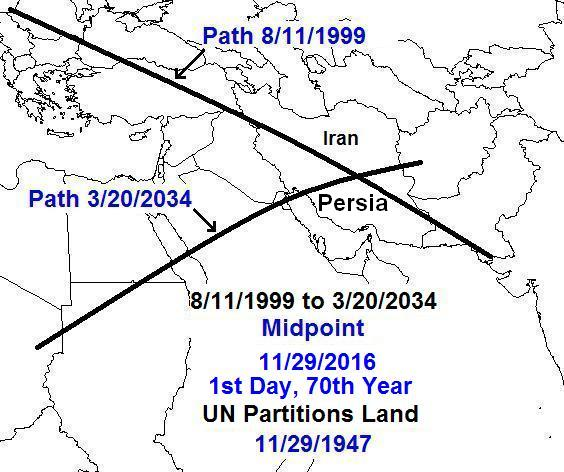 Path 8/11/1999
Iran
Path 3/20/2034
Persia
8/11/1999 to 3/20/2034
Midpoint
11/29/2016
1st Day, 70th Year
UN Partitions Land
11/29/1947